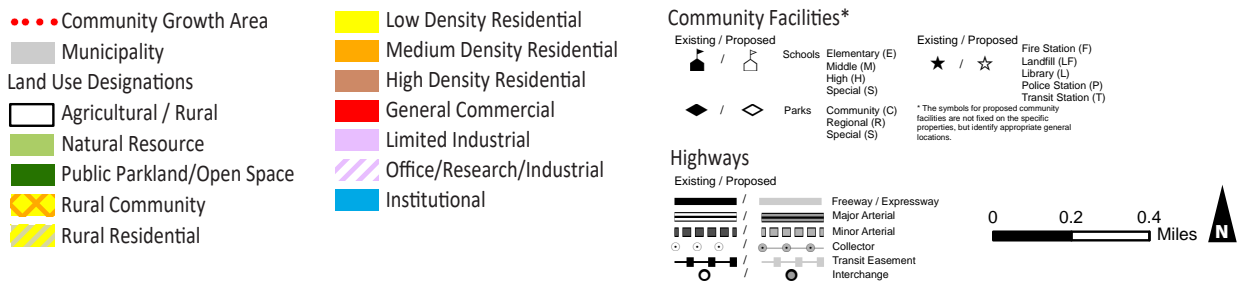 Community Growth Area
Municipality
Land Use Designations
Agricultural / Rural
Natural Resource
Public Parkland/Open Space
Rural Community
Rural Residential
Low Density Residential
Medium Density Residential
High Density Residential
General Commercial
Limited Industrial
Office/Research/Industrial
Institutional
Community Facilities*
Existing / Proposed
/
Schools
Elementary (E)
Middle (M)
High (H)
Special (S)
/
Parks
Community (C)
Regional (R)
Special (S)
Existing / Proposed
/
Fire Station (F)
Landfill (LF)
Library (L)
Police Station (P)
Transit Station (T)
* The symbols for proposed community
facilities are not fixed on the specific
properties, but identify appropriate general
locations.
Highways
Existing / Proposed
/ Freeway / Expressway
/ Major Arterial
/ Minor Arterial
/ Collector
/ Transit Easement
/ Interchange
0 0.2 0.4
Miles
N